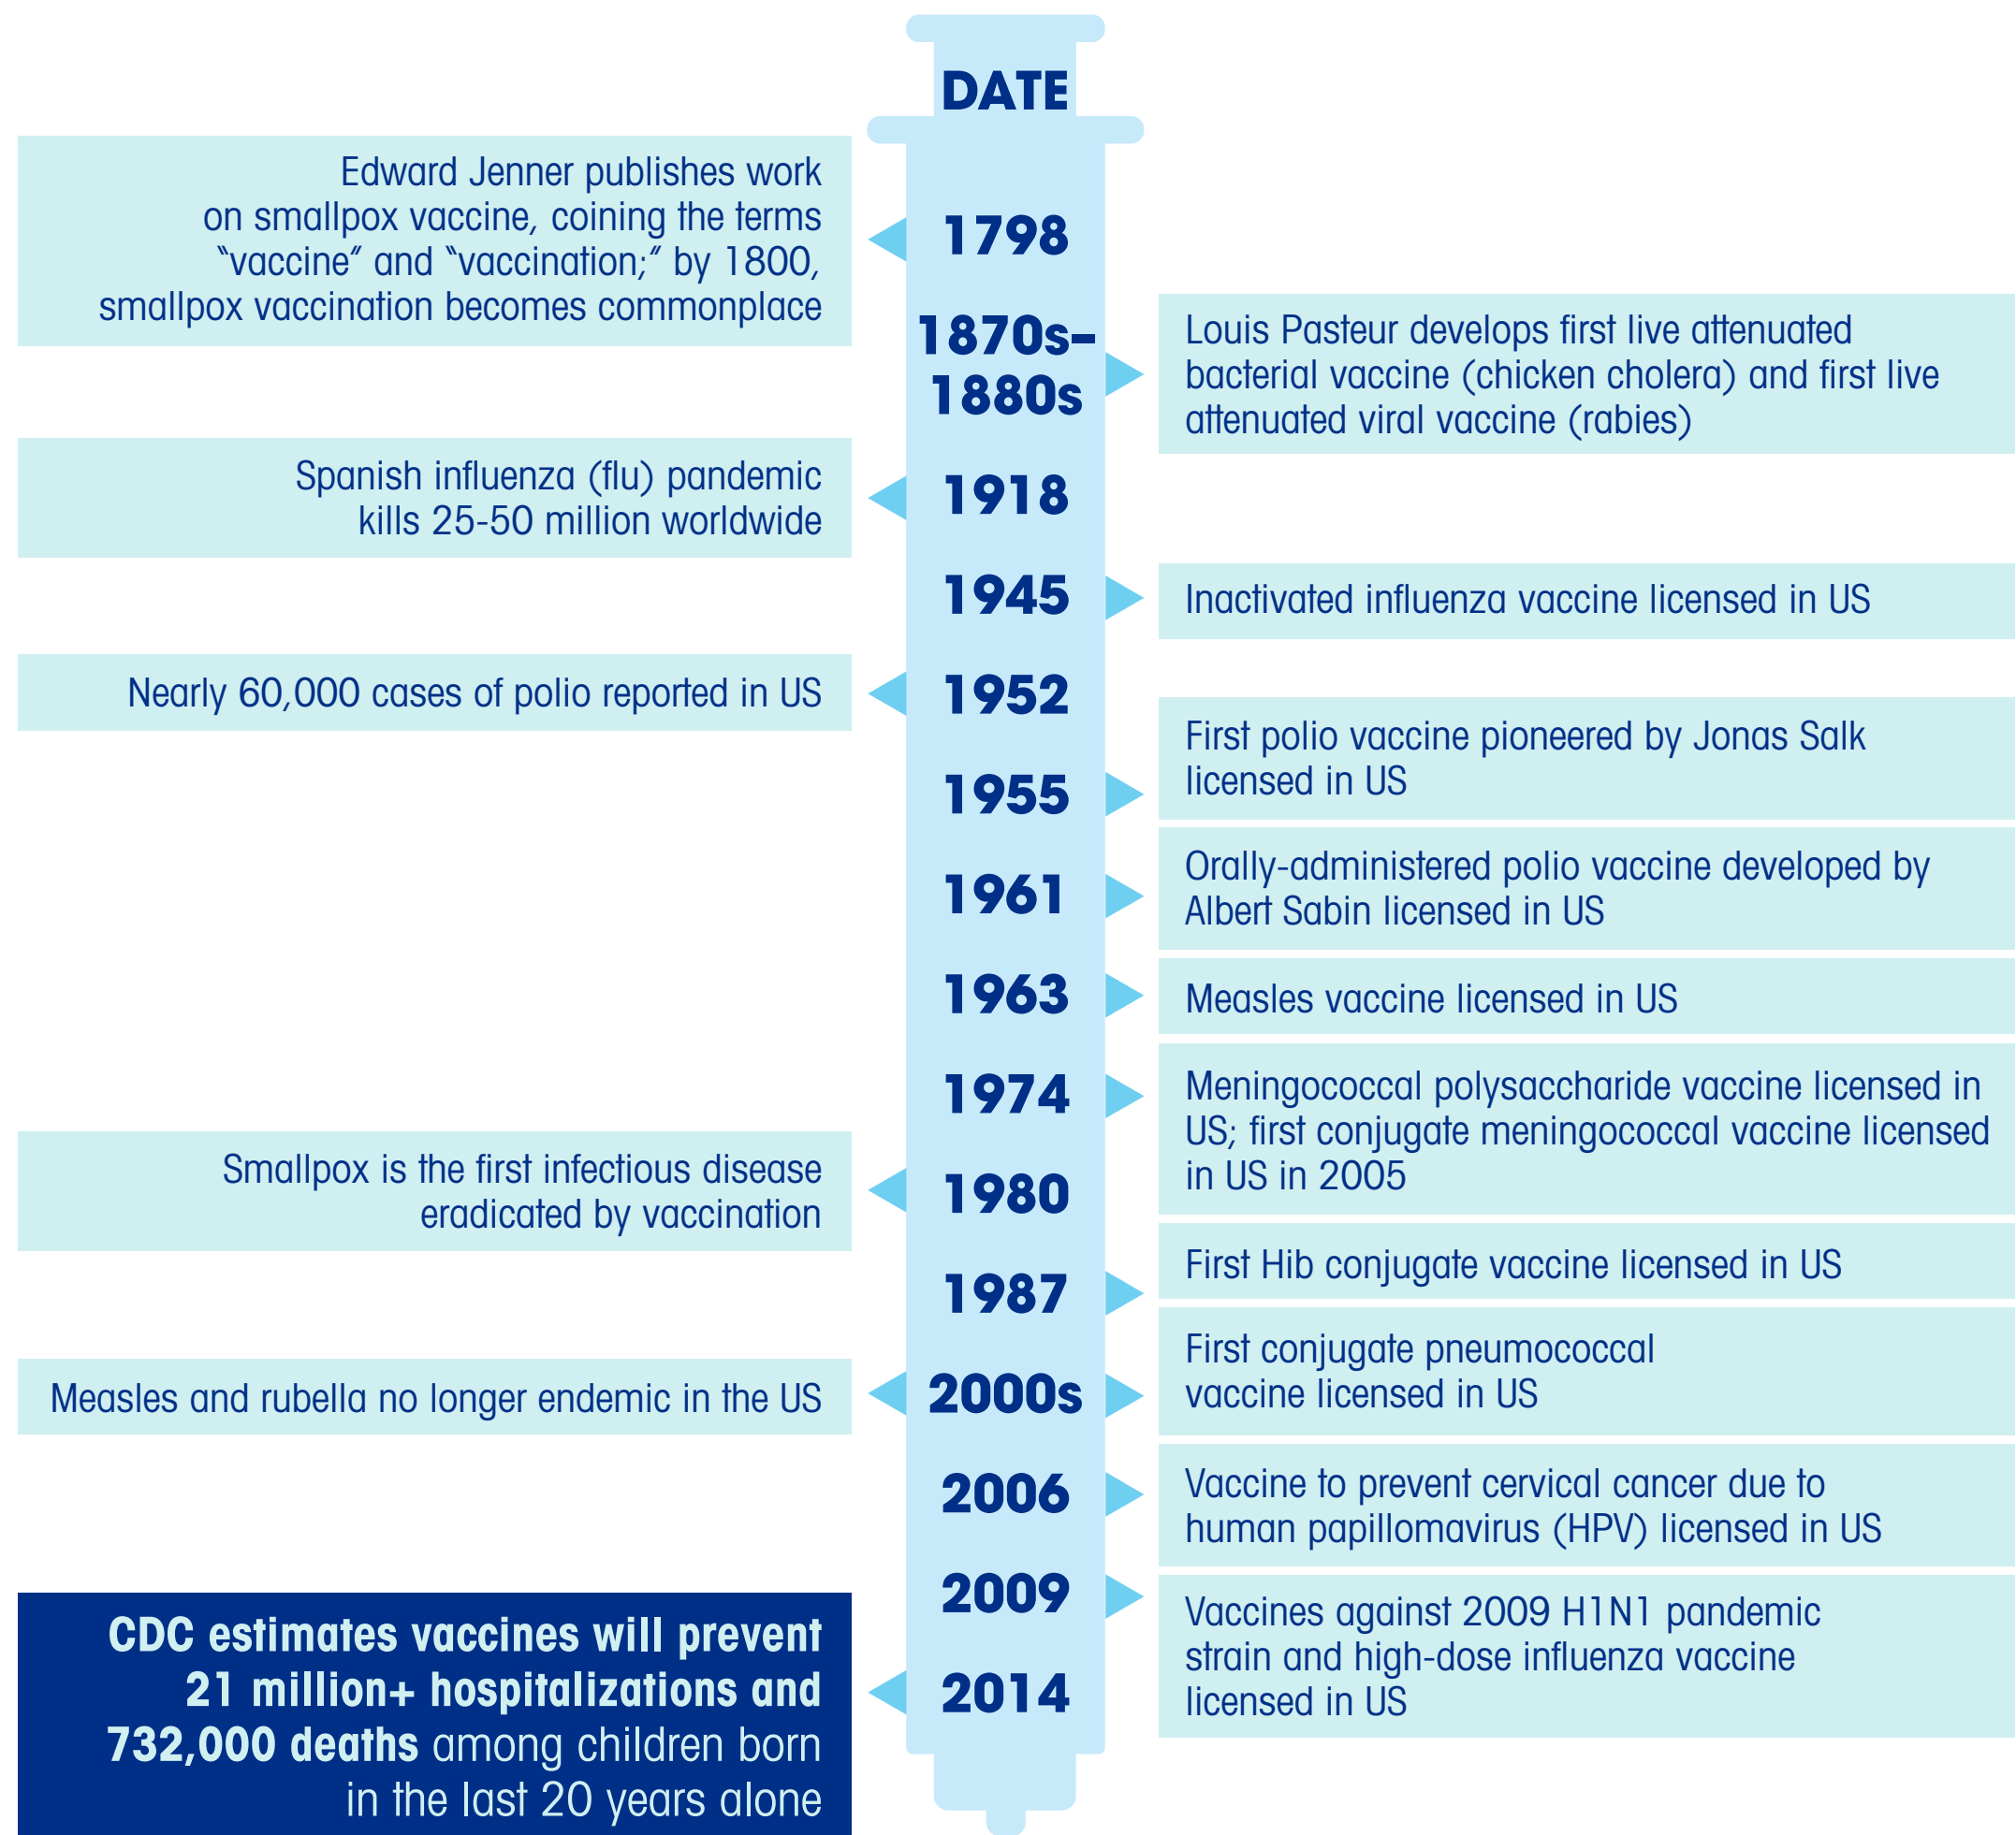 DATE
1798
Edward Jenner publishes work
on smallpox vaccine, coining the terms
“vaccine” and “vaccination;” by 1800,
smallpox vaccination becomes commonplace
1870s–
1880s
Louis Pasteur develops first live attenuated
bacterial vaccine (chicken cholera) and first live
attenuated viral vaccine (rabies)
1918
Spanish influenza (flu) pandemic
kills 25-50 million worldwide
1945
Inactivated influenza vaccine licensed in US
1952
Nearly 60,000 cases of polio reported in US
1955
First polio vaccine pioneered by Jonas Salk
licensed in US
1961
Orally-administered polio vaccine developed by
Albert Sabin licensed in US
1963
Measles vaccine licensed in US
1974
Meningococcal polysaccharide vaccine licensed in
US; first conjugate meningococcal vaccine licensed
in US in 2005
1980
Smallpox is the first infectious disease
eradicated by vaccination
1987
First Hib conjugate vaccine licensed in US
2000s
Measles and rubella no longer endemic in the US
First conjugate pneumococcal
vaccine licensed in US
2006
Vaccine to prevent cervical cancer due to
human papillomavirus (HPV) licensed in US
2009
Vaccines against 2009 H1N1 pandemic
strain and high-dose influenza vaccine
licensed in US
2014
CDC estimates vaccines will prevent
21 million+ hospitalizations and
732,000 deaths among children born
in the last 20 years alone